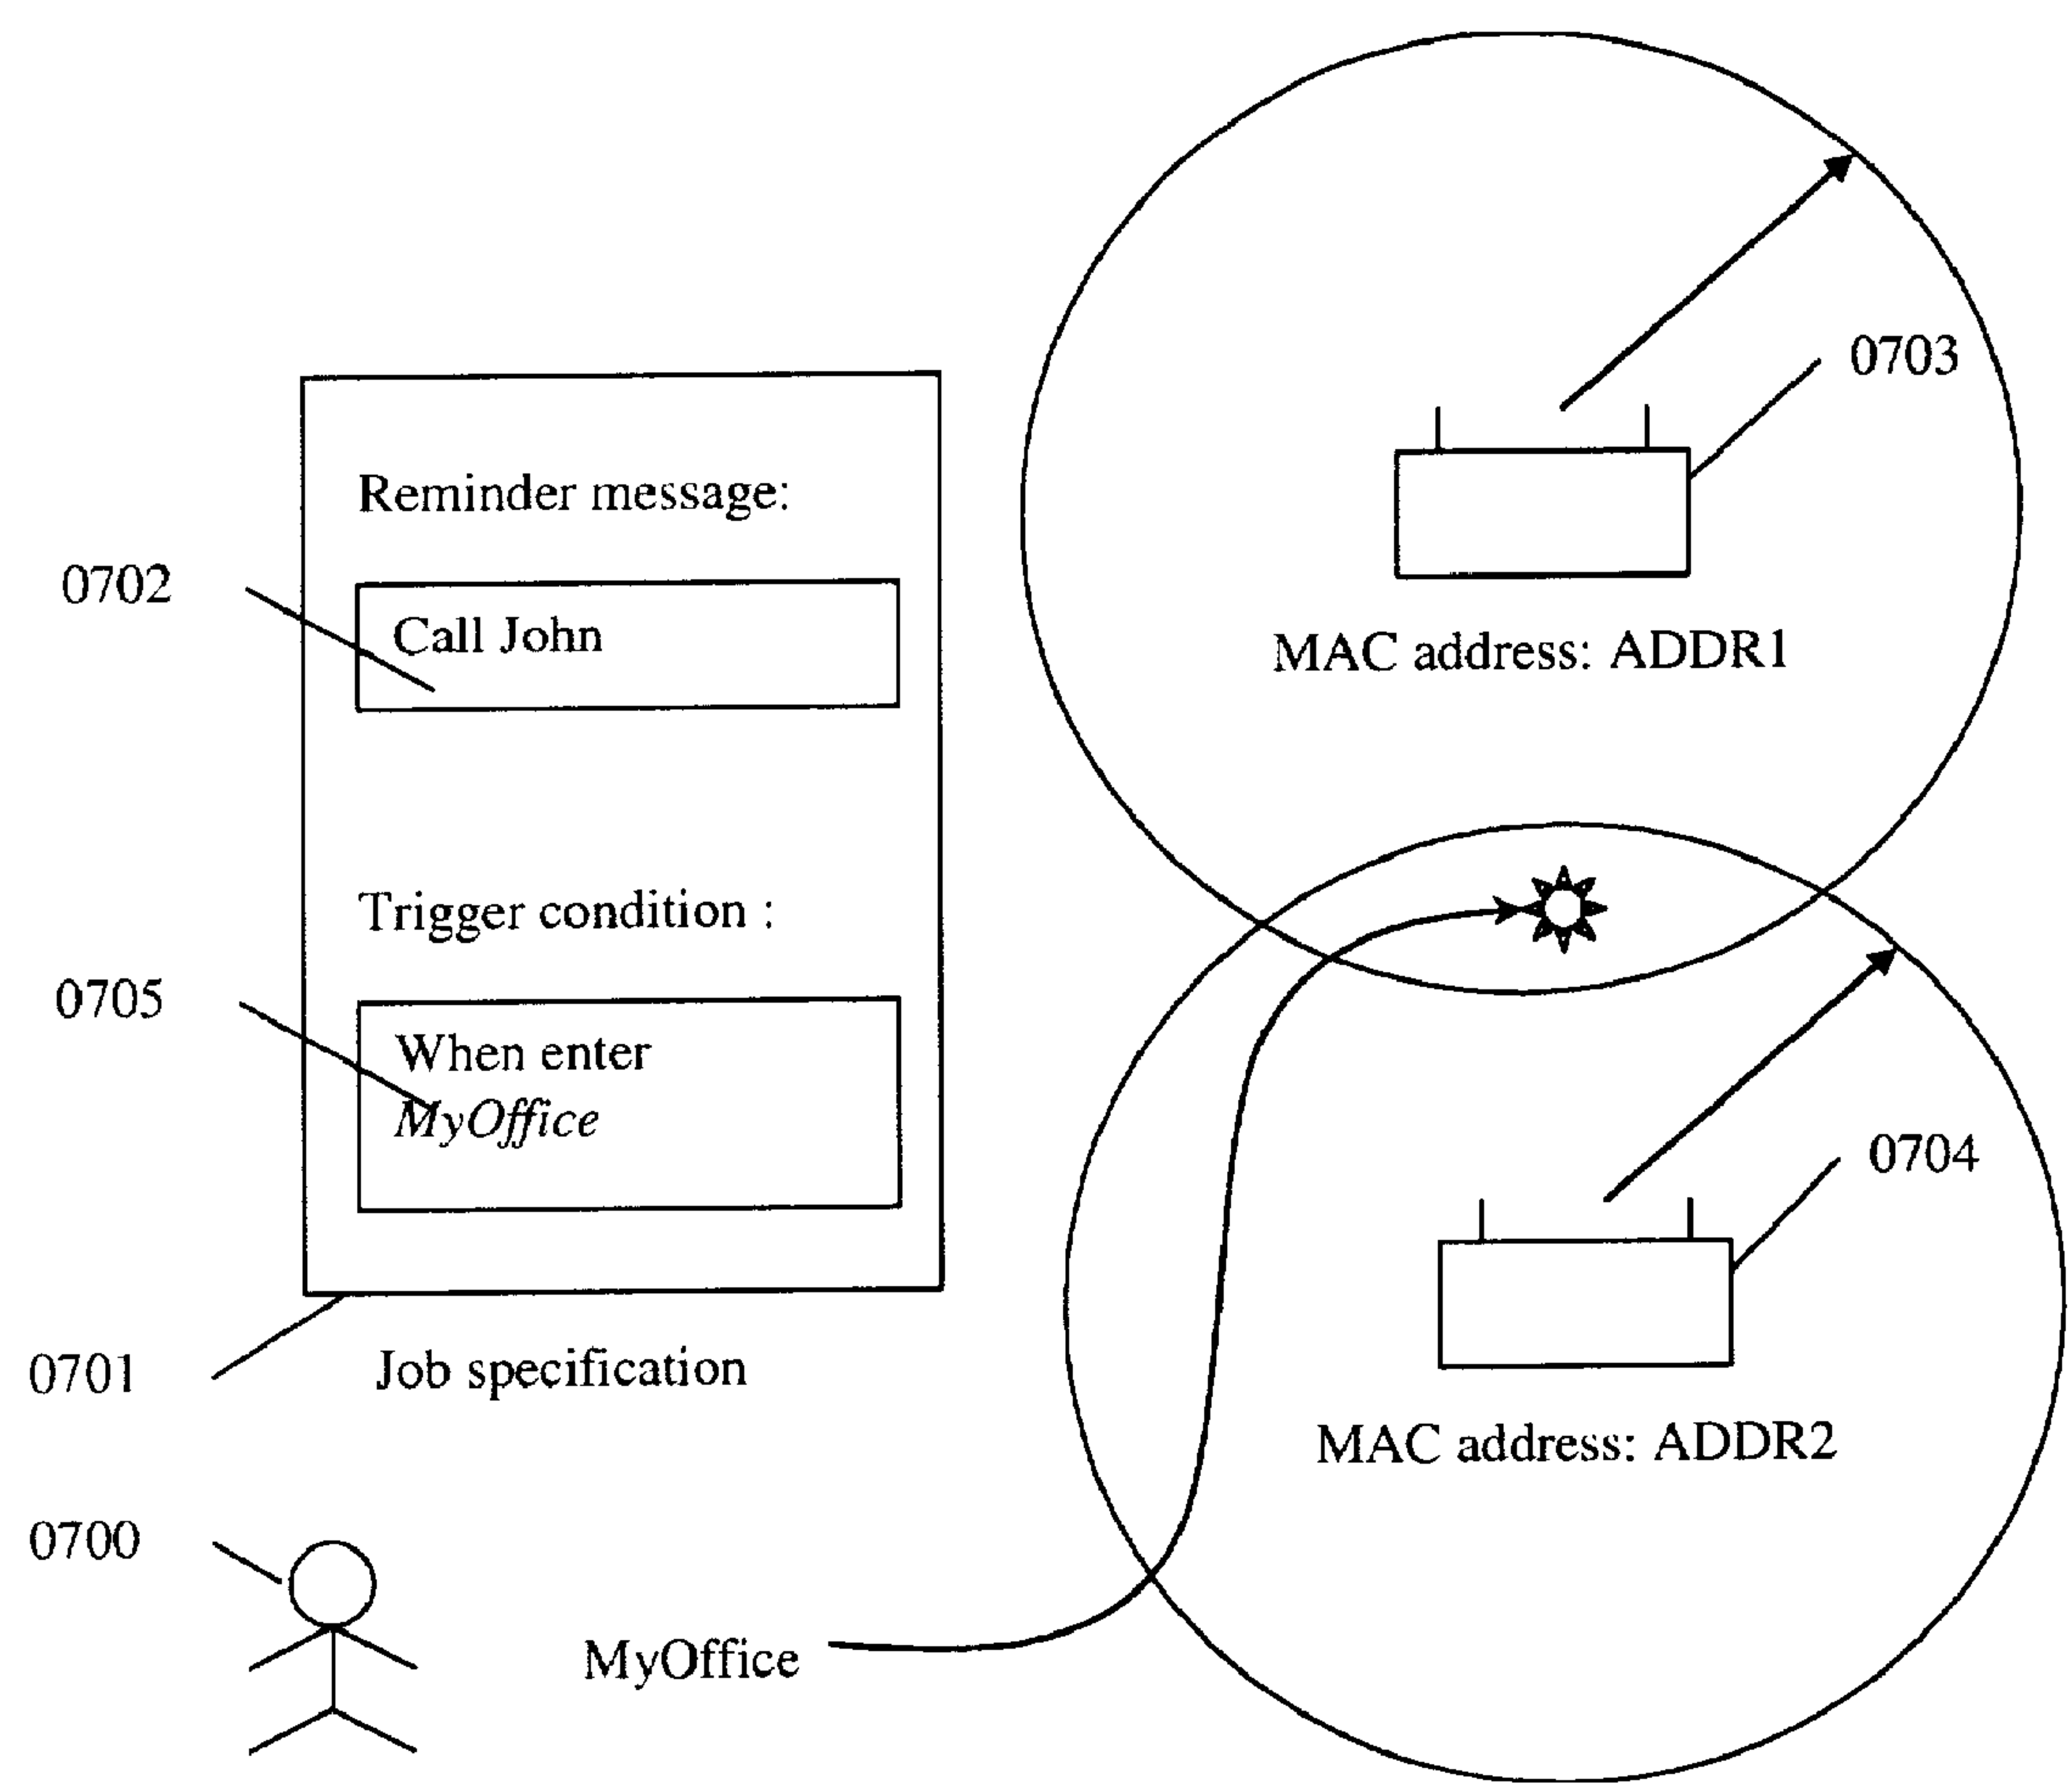 0703
Reminder message:
0702
Call John
MAC address: ADDR1
Trigger condition :
0705
When enter
MyOffice
0704
0701
Job specification
MAC address: ADDR2
0700
MyOffice